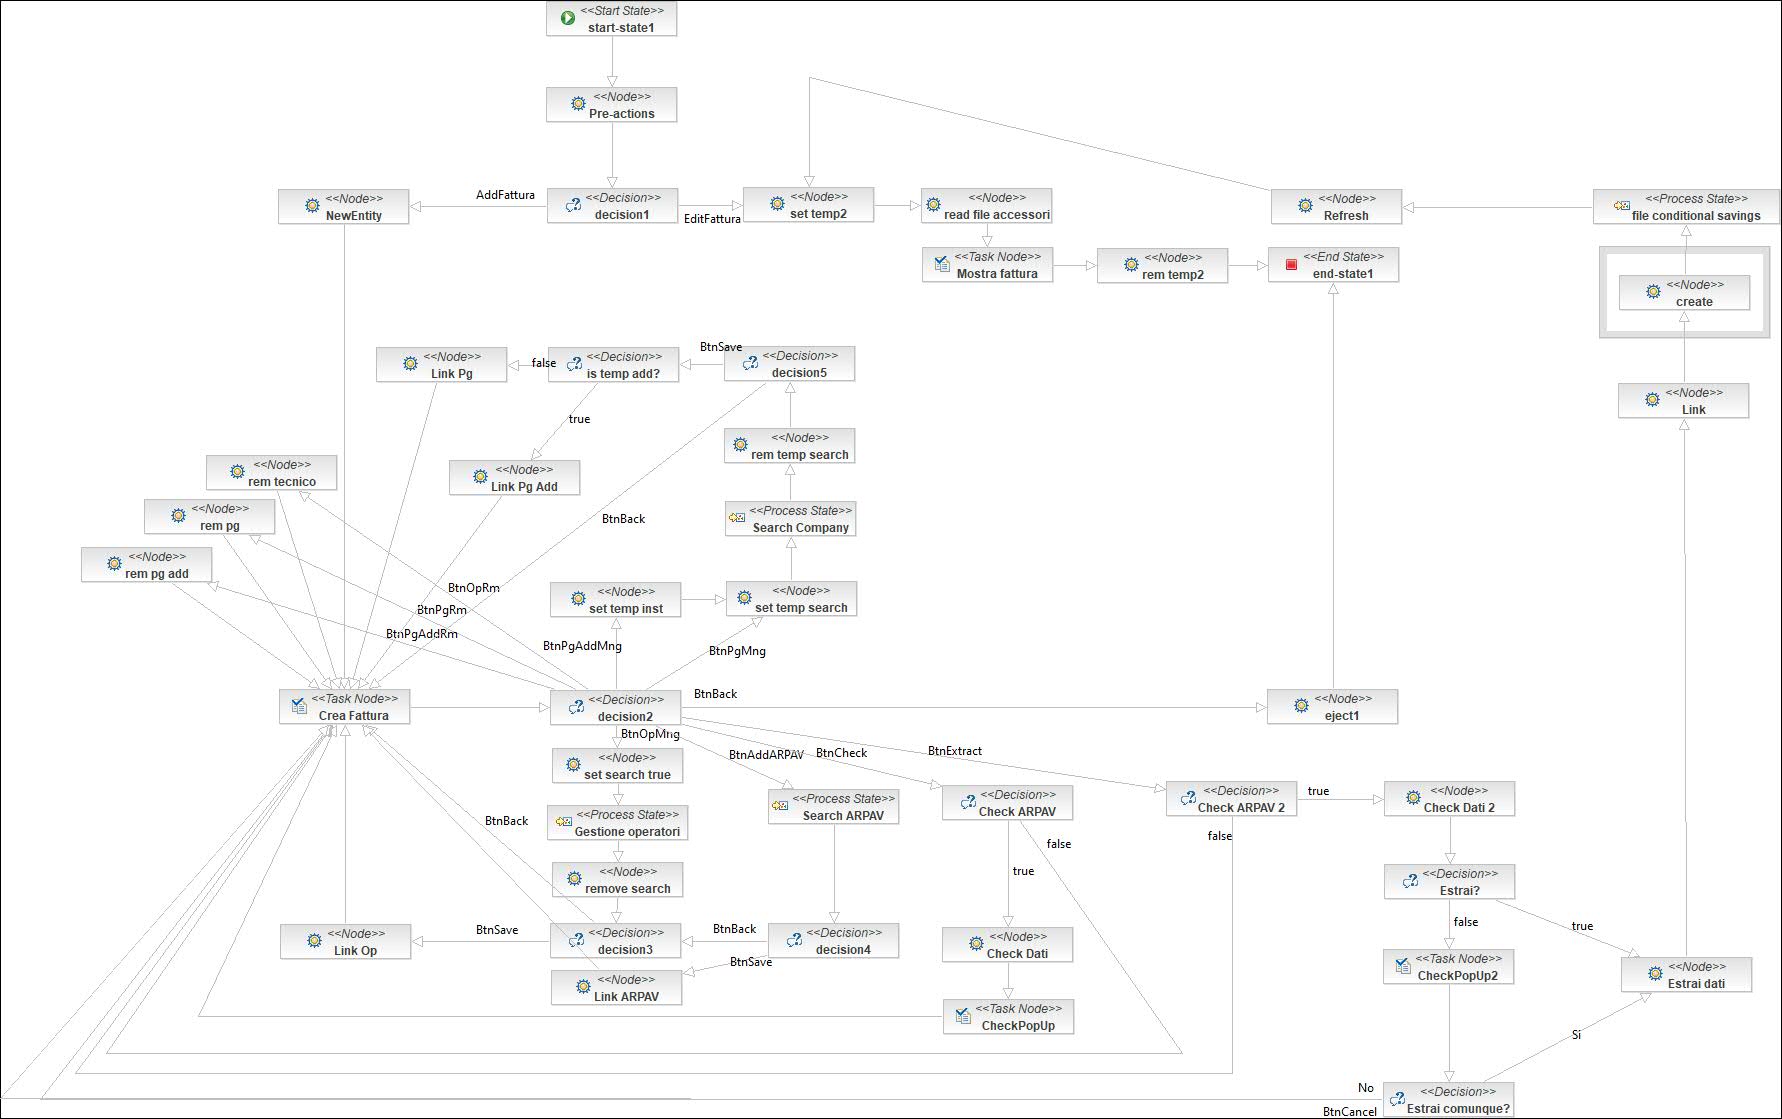 <<Start State>>
start-state1
<<Node>>
Pre-actions
<<Node>>
NewEntity
AddFattura
<<Decision>>
decision1
EditFattura
<<Node>>
set temp2
<<Node>>
read file accessori
<<Node>>
Refresh
<<Process State>>
file conditional savings
<<Task Node>>
Mostra fattura
<<Node>>
rem temp2
<<End State>>
end-state1
<<Node>>
create
<<Node>>
Link Pg
false
<<Decision>>
is temp add?
BtnSave
<<Decision>>
decision5
<<Node>>
Link
true
<<Node>>
rem temp search
<<Node>>
rem tecnico
<<Node>>
Link Pg Add
<<Node>>
rem pg
BtnBack
<<Process State>>
Search Company
<<Node>>
rem pg add
BtnOpRm
BtnPgRm
BtnPgAddRm
<<Node>>
set temp inst
<<Node>>
set temp search
BtnPgAddMng
BtnPgMng
<<Task Node>>
Crea Fattura
<<Decision>>
decision2
BtnBack
<<Node>>
eject1
BtnOpMng
BtnAddARPAV
BtnCheck
BtnExtract
<<Node>>
set search true
<<Process State>>
Search ARPAV
<<Decision>>
Check ARPAV
<<Decision>>
Check ARPAV 2
true
<<Node>>
Check Dati 2
BtnBack
<<Process State>>
Gestione operatori
false
false
true
<<Node>>
remove search
<<Decision>>
Estrai?
false
true
<<Node>>
Link Op
BtnSave
<<Decision>>
decision3
BtnBack
<<Decision>>
decision4
<<Node>>
Check Dati
BtnSave
<<Task Node>>
CheckPopUp2
<<Node>>
Estrai dati
<<Node>>
Link ARPAV
<<Task Node>>
CheckPopUp
Si
No
BtnCancel
<<Decision>>
Estrai comunque?